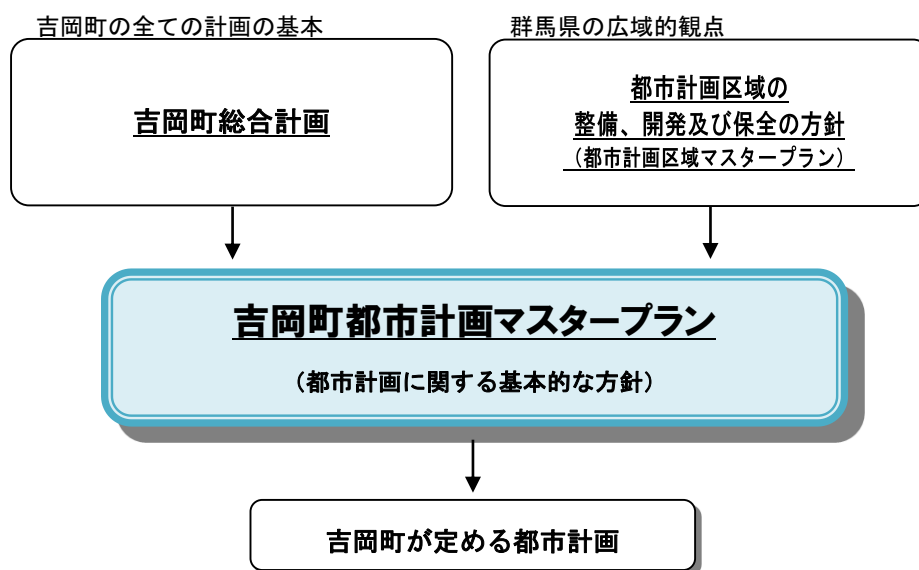 吉岡町の全ての計画の基本
吉岡町総合計画
群馬県の広域的観点
都市計画区域の
整備、開発及び保全の方針
（都市計画区域マスタープラン）
吉岡町都市計画マスタープラン
（都市計画に関する基本的な方針）
吉岡町が定める都市計画